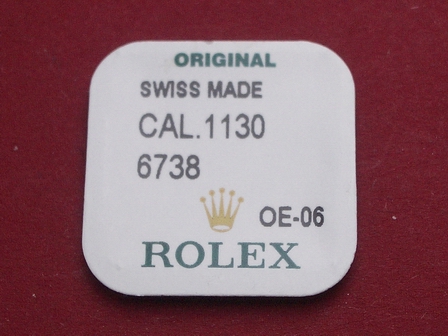 ORIGINAL
SWISS MADE
CAL.1130
6738
OE-06
ROLEX